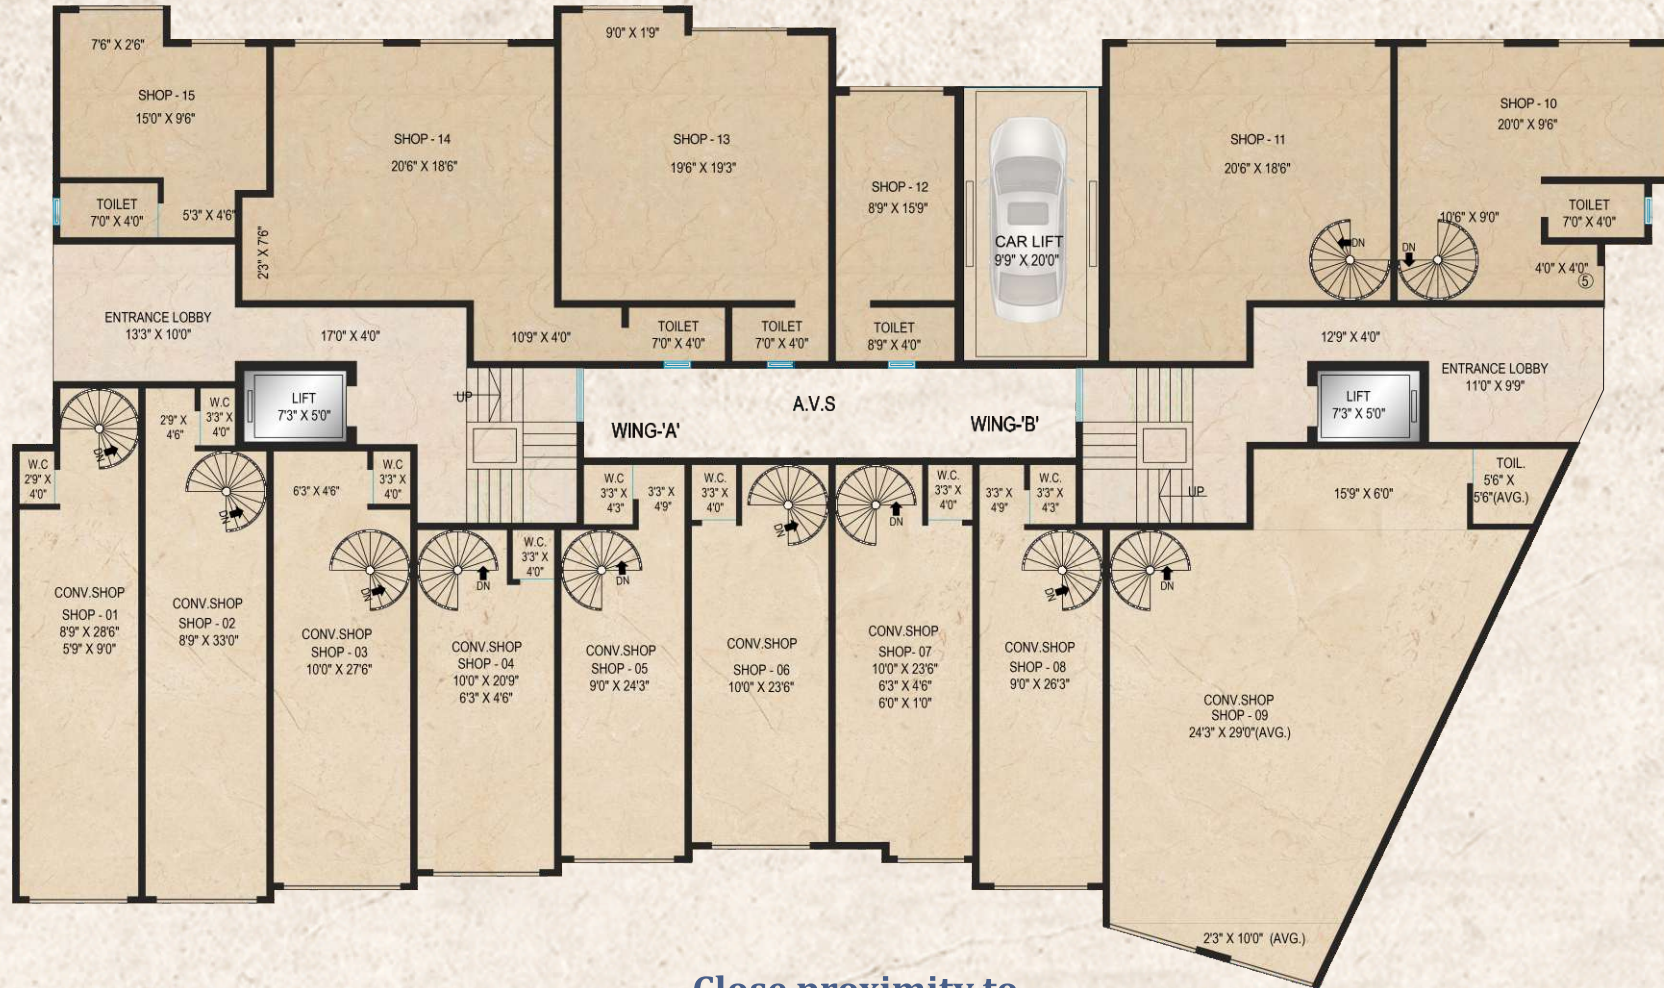 7'6" X 2'6"
SHOP - 15
15'0" X 9'6"
TOILET
7'0" X 4'0"
5'3" X 4'6"
SHOP - 14
20'6" X 18'6"
2'3" X 7'6"
10'9" X 4'0"
TOILET
7'0" X 4'0"
9'0" X 1'9"
SHOP - 13
19'6" X 19'3"
TOILET
7'0" X 4'0"
SHOP - 12
8'9" X 15'9"
TOILET
8'9" X 4'0"
CAR LIFT
9'9" X 20'0"
SHOP - 11
20'6" X 18'6"
DN
SHOP - 10
20'0" X 9'6"
10'6" X 9'0"
DN
TOILET
7'0" X 4'0"
4'0" X 4'0"
5
ENTRANCE LOBBY
13'3" X 10'0"
17'0" X 4'0"
LIFT
7'3" X 5'0"
UP
A.V.S
WING-'A'
WING-'B'
12'9" X 4'0"
ENTRANCE LOBBY
11'0" X 9'9"
LIFT
7'3" X 5'0"
UP
W.C
2'9" X
4'0"
DN
CONV.SHOP
SHOP - 01
8'9" X 28'6"
5'9" X 9'0"
2'9" X
4'6"
W.C
3'3" X
4'0"
DN
CONV.SHOP
SHOP - 02
8'9" X 33'0"
6'3" X 4'6"
W.C
3'3" X
4'0"
DN
CONV.SHOP
SHOP - 03
10'0" X 27'6"
W.C.
3'3" X
4'0"
DN
CONV.SHOP
SHOP - 04
10'0" X 20'9"
6'3" X 4'6"
W.C
3'3" X
4'3"
3'3" X
4'9"
DN
CONV.SHOP
SHOP - 05
9'0" X 24'3"
W.C.
3'3" X
4'0"
DN
CONV.SHOP
SHOP - 06
10'0" X 23'6"
W.C.
3'3" X
4'0"
DN
CONV.SHOP
SHOP- 07
10'0" X 23'6"
6'3" X 4'6"
6'0" X 1'0"
3'3" X
4'9"
W.C.
3'3" X
4'3"
DN
CONV.SHOP
SHOP - 08
9'0" X 26'3"
15'9" X 6'0"
TOIL.
5'6" X
5'6"(AVG.)
DN
CONV.SHOP
SHOP - 09
24'3" X 29'0"(AVG.)
2'3" X 10'0" (AVG.)
Close proximity to